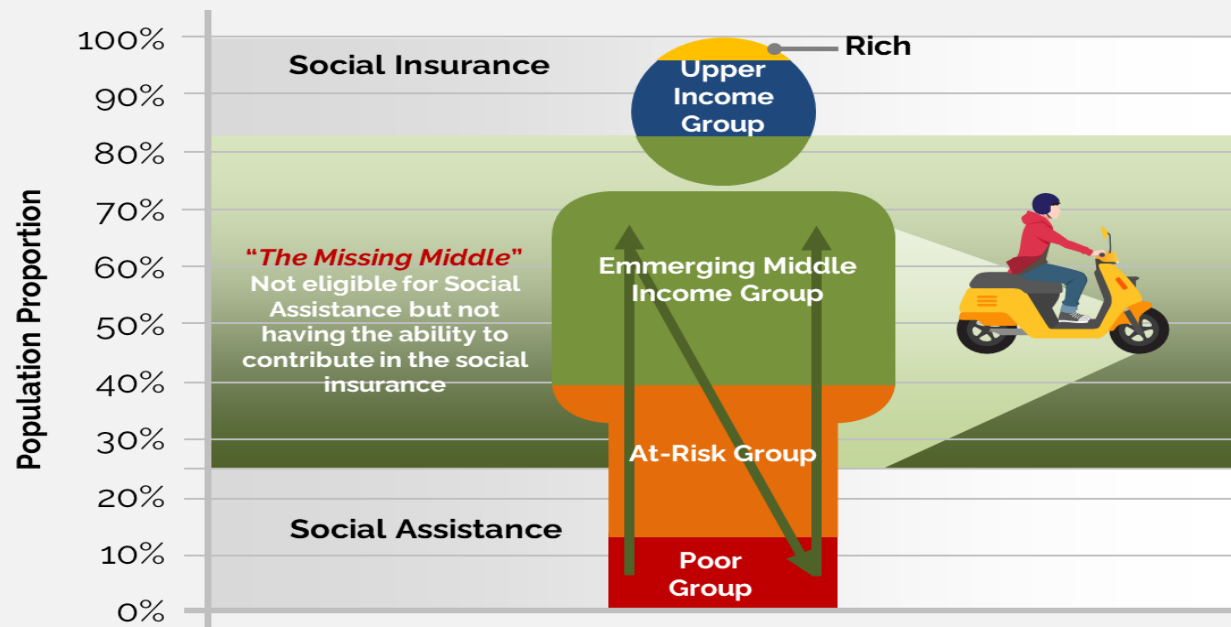 Population Proportion
100%
90%
80%
70%
60%
50%
40%
30%
20%
10%
0%
Social Insurance
Rich
Upper
Income
Group
“The Missing Middle”
Not eligible for Social
Assistance but not
having the ability to
contribute in the social
insurance
Emmerging Middle
Income Group
At-Risk Group
Social Assistance
Poor
Group